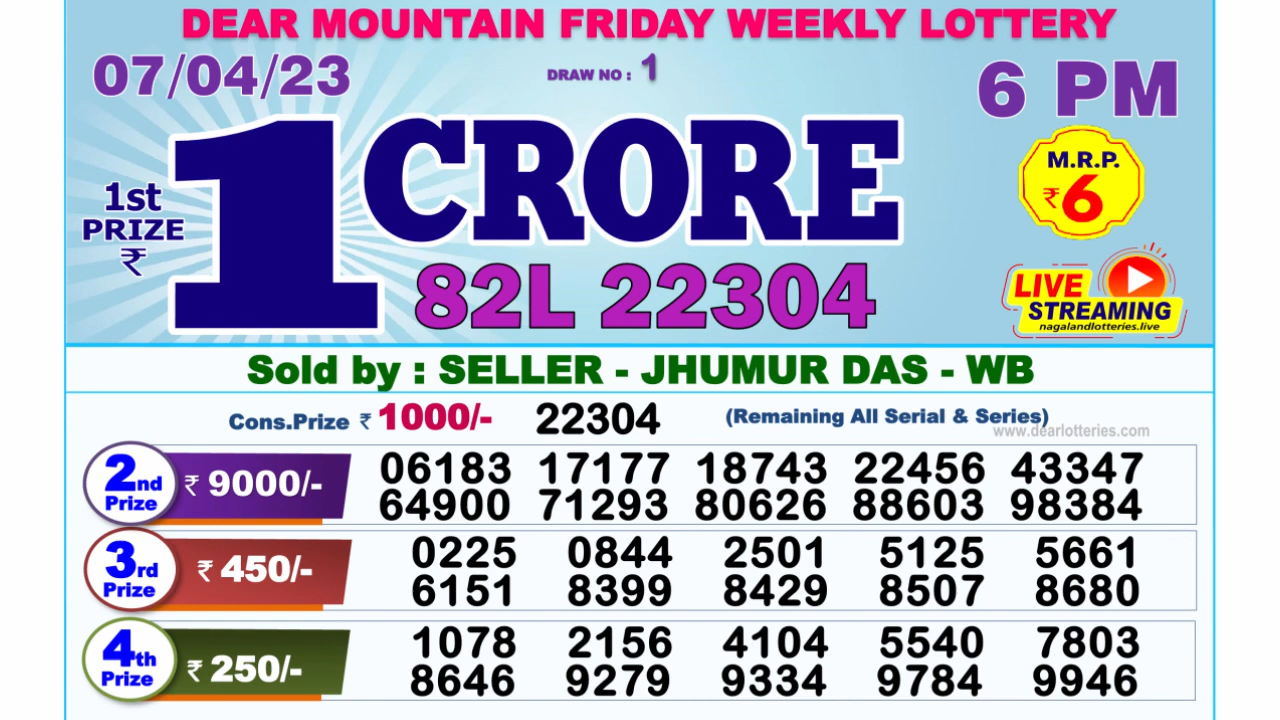 DEAR MOUNTAIN FRIDAY WEEKLY LOTTERY
07/04/23
DRAW NO : 1
6 PM
1st
PRIZE
₹
1 CRORE
82L 22304
M.R.P.
₹6
LIVE
STREAMING
nagalandlotteries.live
Sold by : SELLER - JHUMUR DAS - WB
Cons.Prize ₹ 1000/- 22304 (Remaining All Serial & Series)
www.dearlotteries.com
2nd
Prize
₹ 9000/-
06183 17177 18743 22456 43347
64900 71293 80626 88603 98384
3rd
Prize
₹ 450/-
0225 0844 2501 5125 5661
6151 8399 8429 8507 8680
4th
Prize
₹ 250/-
1078 2156 4104 5540 7803
8646 9279 9334 9784 9946